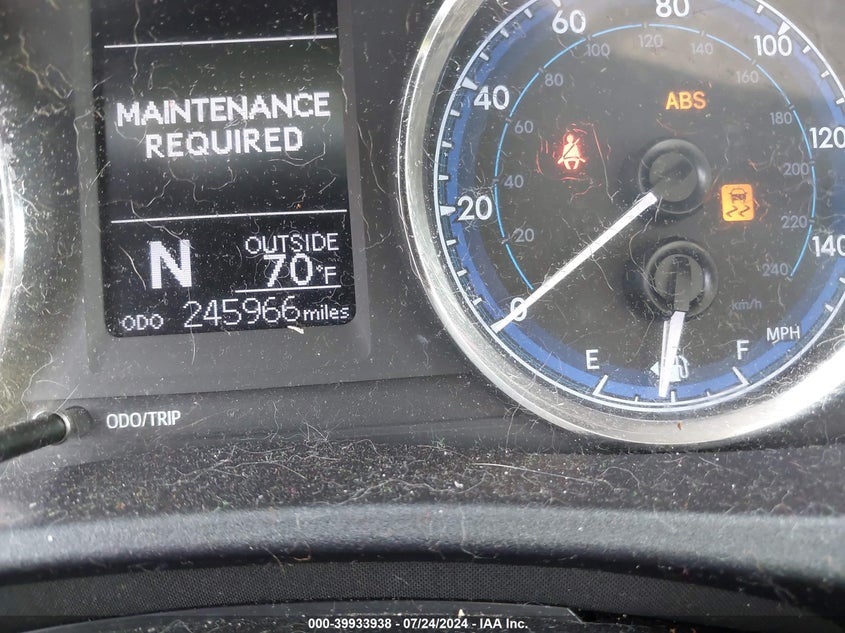 MAINTENANCE
REQUIRED
N
OUTSIDE
70°F
ODO 245966 miles
ODO/TRIP
0
20
40
60
80
100
120
140
20
40
60
80
100
120
140
160
180
200
220
240
ABS
km/h
MPH
E
F
000-39933938 - 07/24/2024 - IAA Inc.